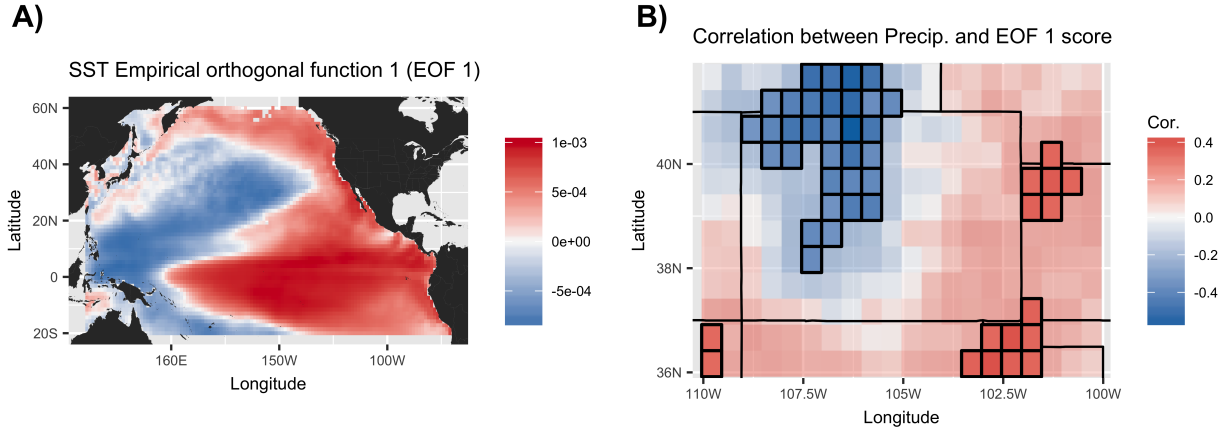 A)
SST Empirical orthogonal function 1 (EOF 1)
60N
40N
20N
0
20S
Latitude
160E
150W
100W
Longitude
1e-03
5e-04
0e+00
-5e-04
B)
Correlation between Precip. and EOF 1 score
40N
38N
36N
Latitude
110W
107.5W
105W
102.5W
100W
Longitude
Cor.
0.4
0.2
0.0
-0.2
-0.4